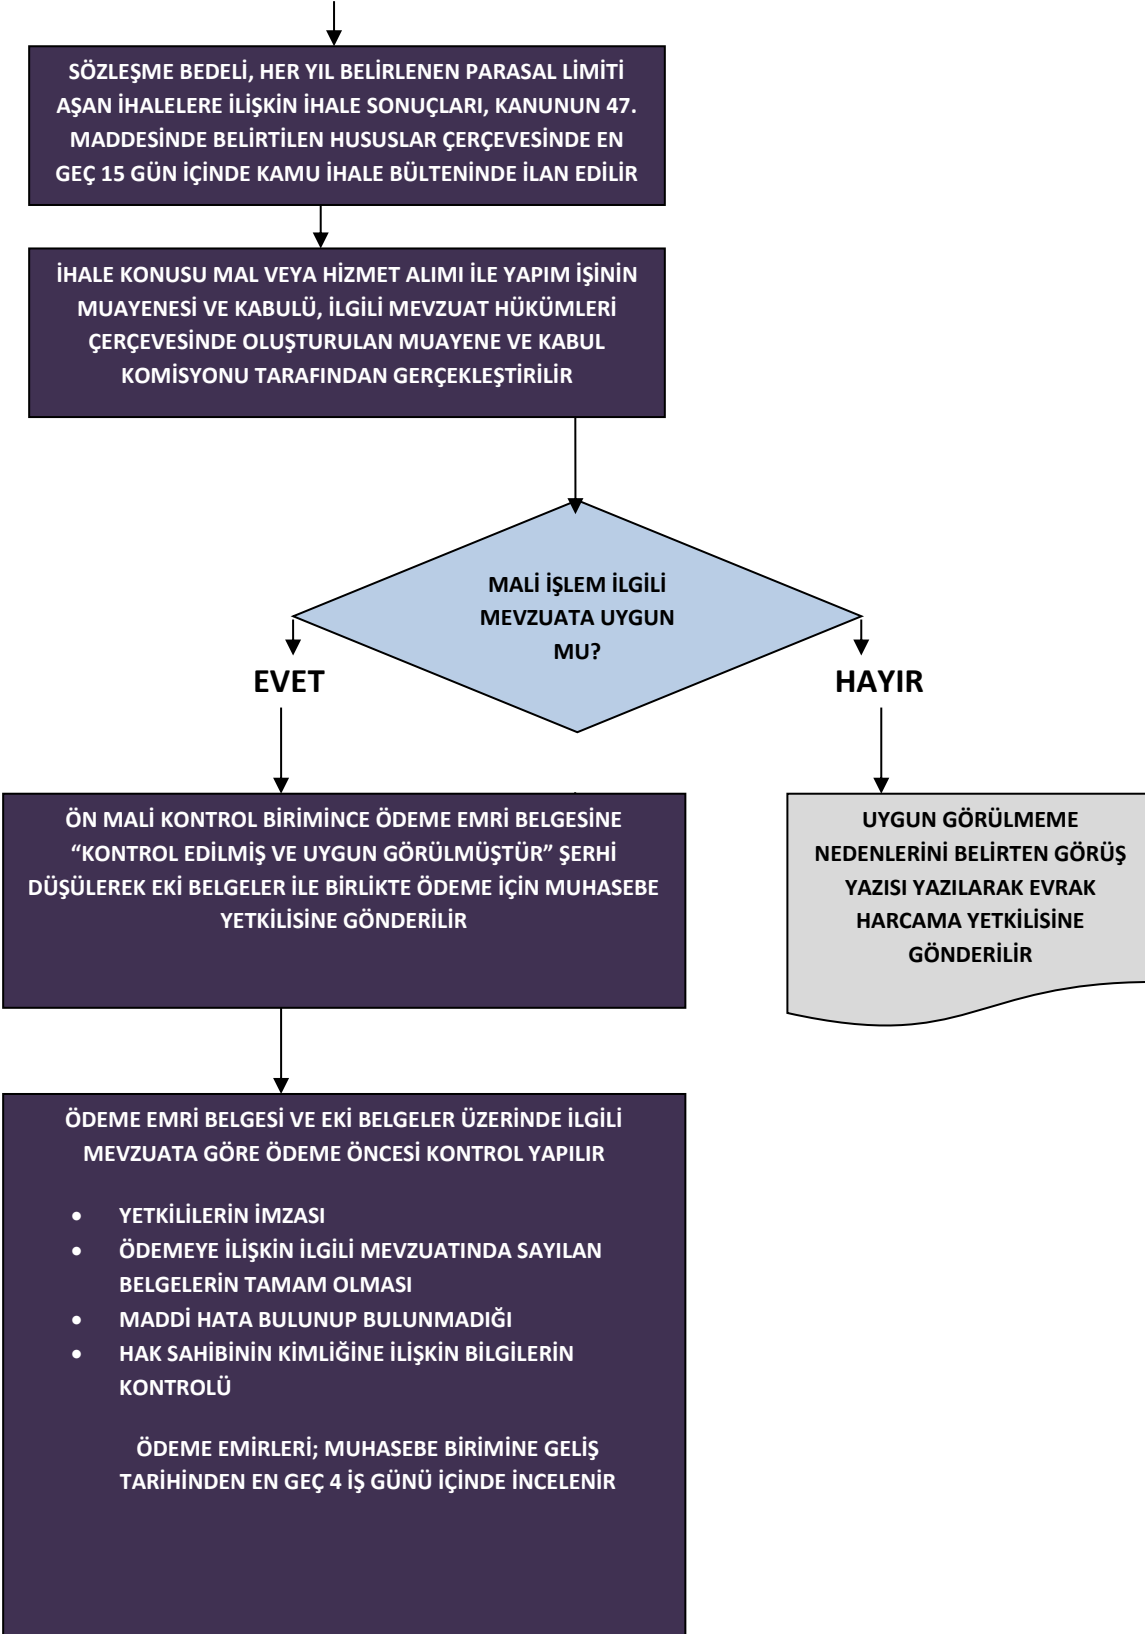 SÖZLEŞME BEDELİ, HER YIL BELİRLENEN PARASAL LİMİTİ
AŞAN İHALELERE İLİŞKİN İHALE SONUÇLARI, KANUNUN 47.
MADDESİNDE BELİRTİLEN HUSUSLAR ÇERÇEVESİNDE EN
GEÇ 15 GÜN İÇİNDE KAMU İHALE BÜLTENİNDE İLAN EDİLİR
İHALE KONUSU MAL VEYA HİZMET ALIMI İLE YAPIM İŞİNİN
MUAYENESİ VE KABULÜ, İLGİLİ MEVZUAT HÜKÜMLERİ
ÇERÇEVESİNDE OLUŞTURULAN MUAYENE VE KABUL
KOMİSYONU TARAFINDAN GERÇEKLEŞTİRİLİR
MALİ İŞLEM İLGİLİ
MEVZUATA UYGUN
MU?
EVET
HAYIR
ÖN MALİ KONTROL BİRİMİNCE ÖDEME EMRİ BELGESİNE
“KONTROL EDİLMİŞ VE UYGUN GÖRÜLMÜŞTÜR” ŞERHİ
DÜŞÜLEREK EKİ BELGELER İLE BİRLİKTE ÖDEME İÇİN MUHASEBE
YETKİLİSİNE GÖNDERİLİR
UYGUN GÖRÜLMEME
NEDENLERİNİ BELİRTEN GÖRÜŞ
YAZISI YAZILARAK EVRAK
HARCAMA YETKİLİSİNE
GÖNDERİLİR
ÖDEME EMRİ BELGESİ VE EKİ BELGELER ÜZERİNDE İLGİLİ
MEVZUATA GÖRE ÖDEME ÖNCESİ KONTROL YAPILIR
• YETKİLİLERİN İMZASI
• ÖDEMEYE İLİŞKİN İLGİLİ MEVZUATINDA SAYILAN
BELGELERİN TAMAM OLMASI
• MADDİ HATA BULUNUP BULUNMADIĞI
• HAK SAHİBİNİN KİMLİĞİNE İLİŞKİN BİLGİLERİN
KONTROLÜ
ÖDEME EMİRLERİ; MUHASEBE BİRİMİNE GELİŞ
TARİHİNDEN EN GEÇ 4 İŞ GÜNÜ İÇİNDE İNCELENİR